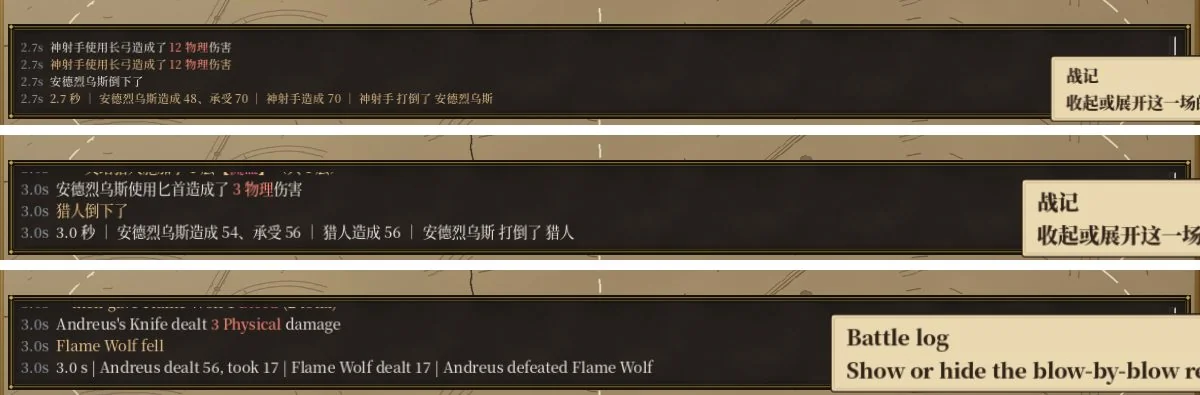 2.7s 神射手使用长弓造成了 12 物理伤害
2.7s 神射手使用长弓造成了 12 物理伤害
2.7s 安德烈乌斯倒下了
2.7s 2.7 秒 | 安德烈乌斯造成 48、承受 70 | 神射手造成 70 | 神射手 打倒了 安德烈乌斯
战记
收起或展开这一场
3.0s 安德烈乌斯使用匕首造成了 3 物理伤害
3.0s 猎人倒下了
3.0s 3.0 秒 | 安德烈乌斯造成 54、承受 56 | 猎人造成 56 | 安德烈乌斯 打倒了 猎人
战记
收起或展开这一场
3.0s Andreus's Knife dealt 3 Physical damage
3.0s Flame Wolf fell
3.0s 3.0 s | Andreus dealt 56, took 17 | Flame Wolf dealt 17 | Andreus defeated Flame Wolf
Battle log
Show or hide the blow-by-blow